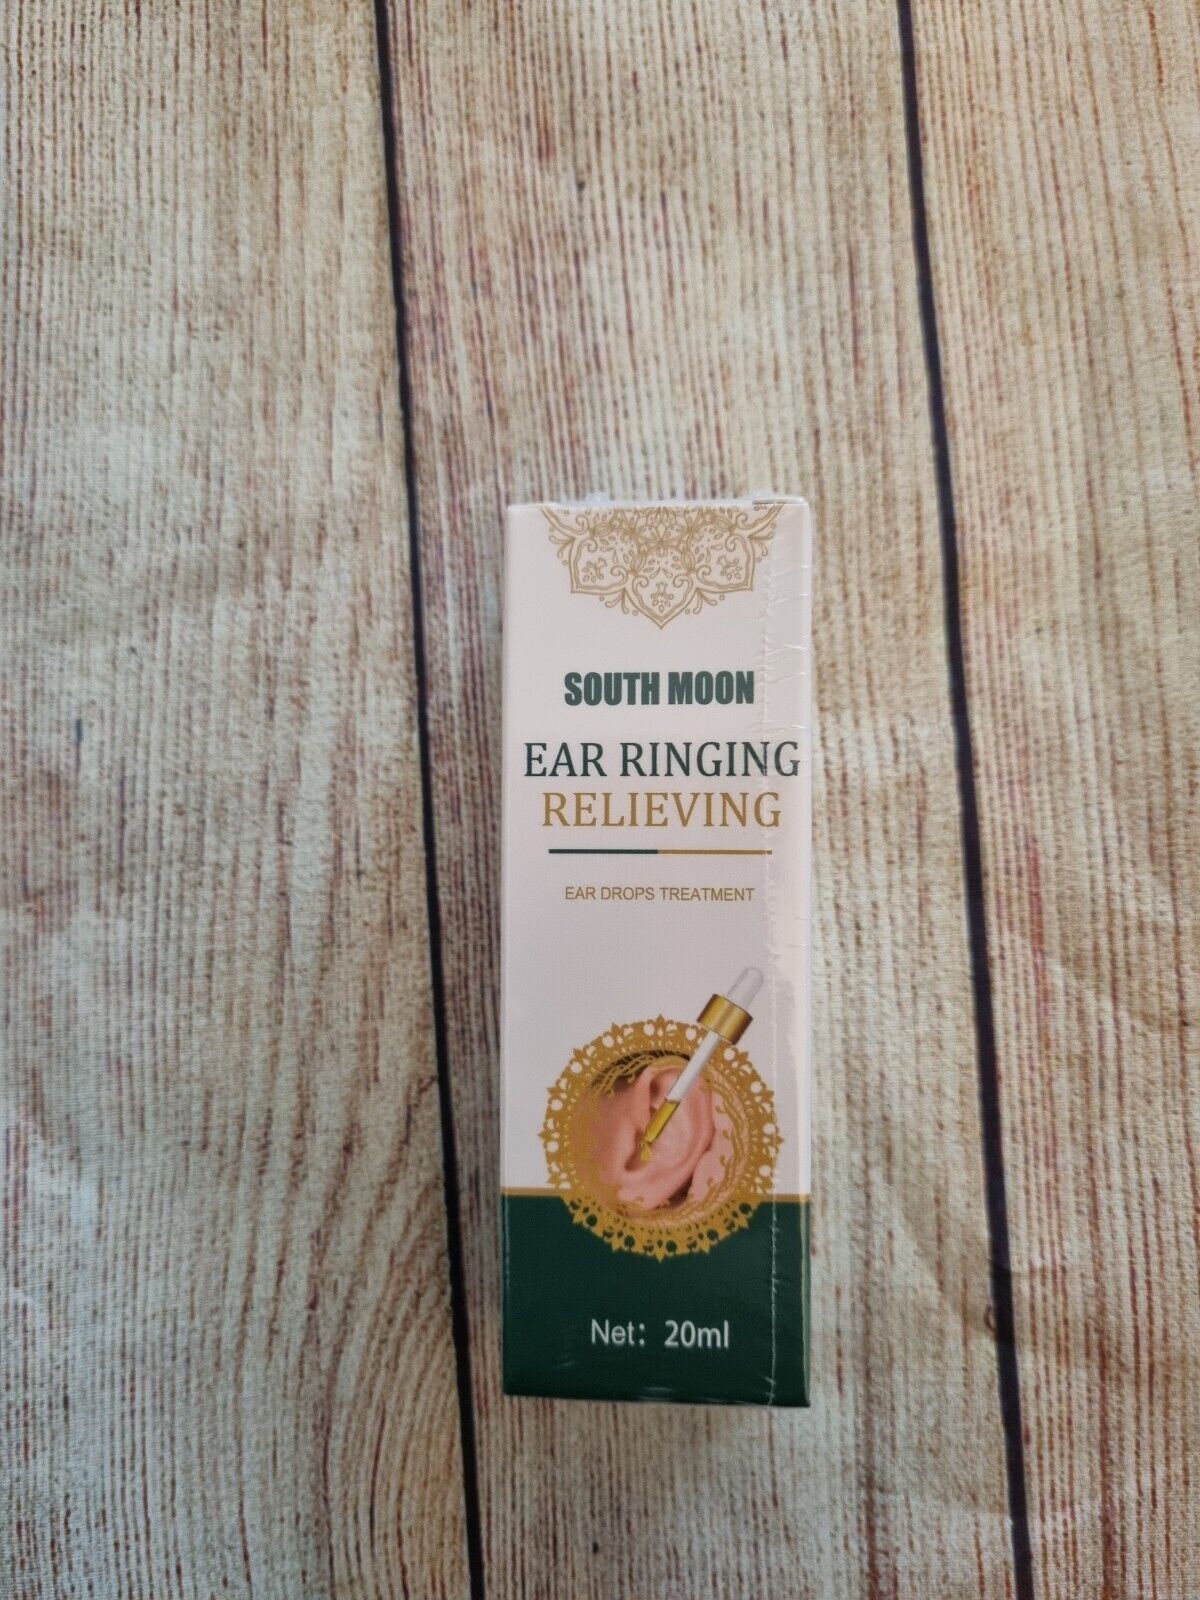 SOUTH MOON
EAR RINGING
RELIEVING
EAR DROPS TREATMENT
Net: 20ml